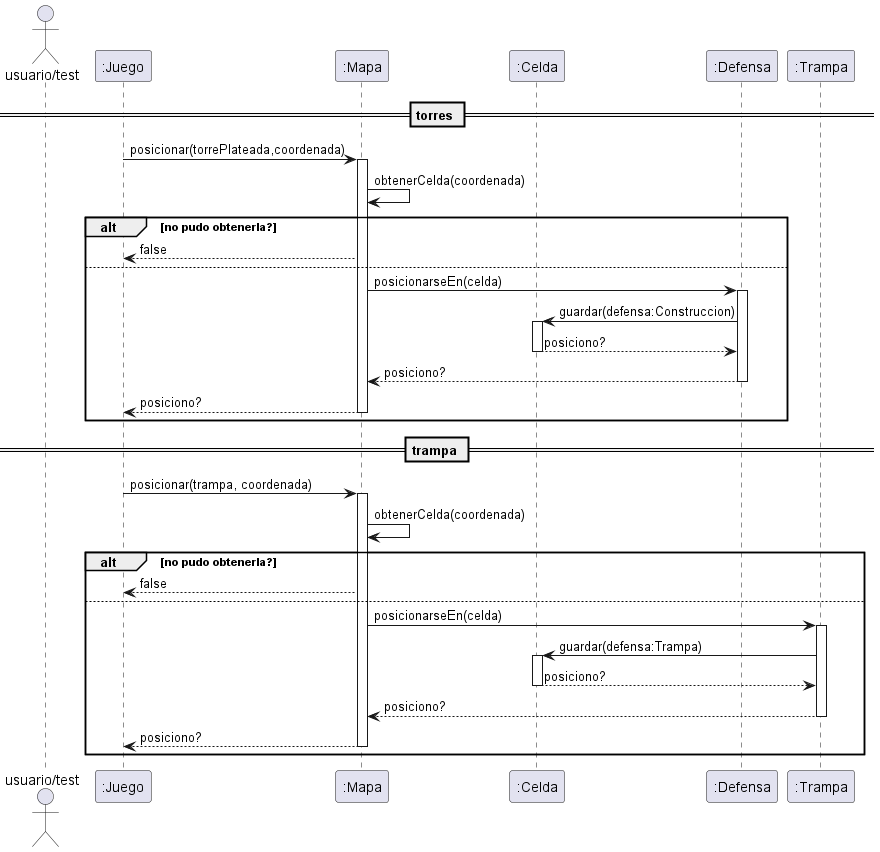 usuario/test
:Juego
:Mapa
:Celda
:Defensa
:Trampa
torres
posicionar(torrePlateada,coordenada)
obtenerCelda(coordenada)
alt
[no pudo obtenerla?]
false
posicionarseEn(celda)
guardar(defensa:Construccion)
posiciono?
posiciono?
posiciono?
trampa
posicionar(trampa, coordenada)
obtenerCelda(coordenada)
alt
[no pudo obtenerla?]
false
posicionarseEn(celda)
guardar(defensa:Trampa)
posiciono?
posiciono?
posiciono?
usuario/test
:Juego
:Mapa
:Celda
:Defensa
:Trampa